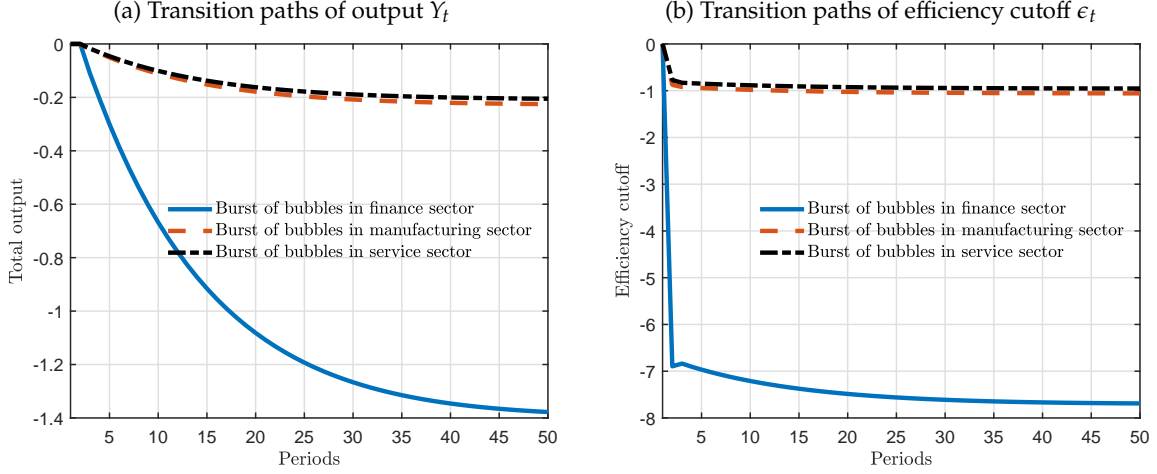 (a) Transition paths of output Yₜ
0
-0.2
-0.4
-0.6
-0.8
-1
-1.2
-1.4
Total output
Burst of bubbles in finance sector
Burst of bubbles in manufacturing sector
Burst of bubbles in service sector
5 10 15 20 25 30 35 40 45 50
Periods
(b) Transition paths of efficiency cutoff ϵₜ
0
-1
-2
-3
-4
-5
-6
-7
-8
Efficiency cutoff
Burst of bubbles in finance sector
Burst of bubbles in manufacturing sector
Burst of bubbles in service sector
5 10 15 20 25 30 35 40 45 50
Periods